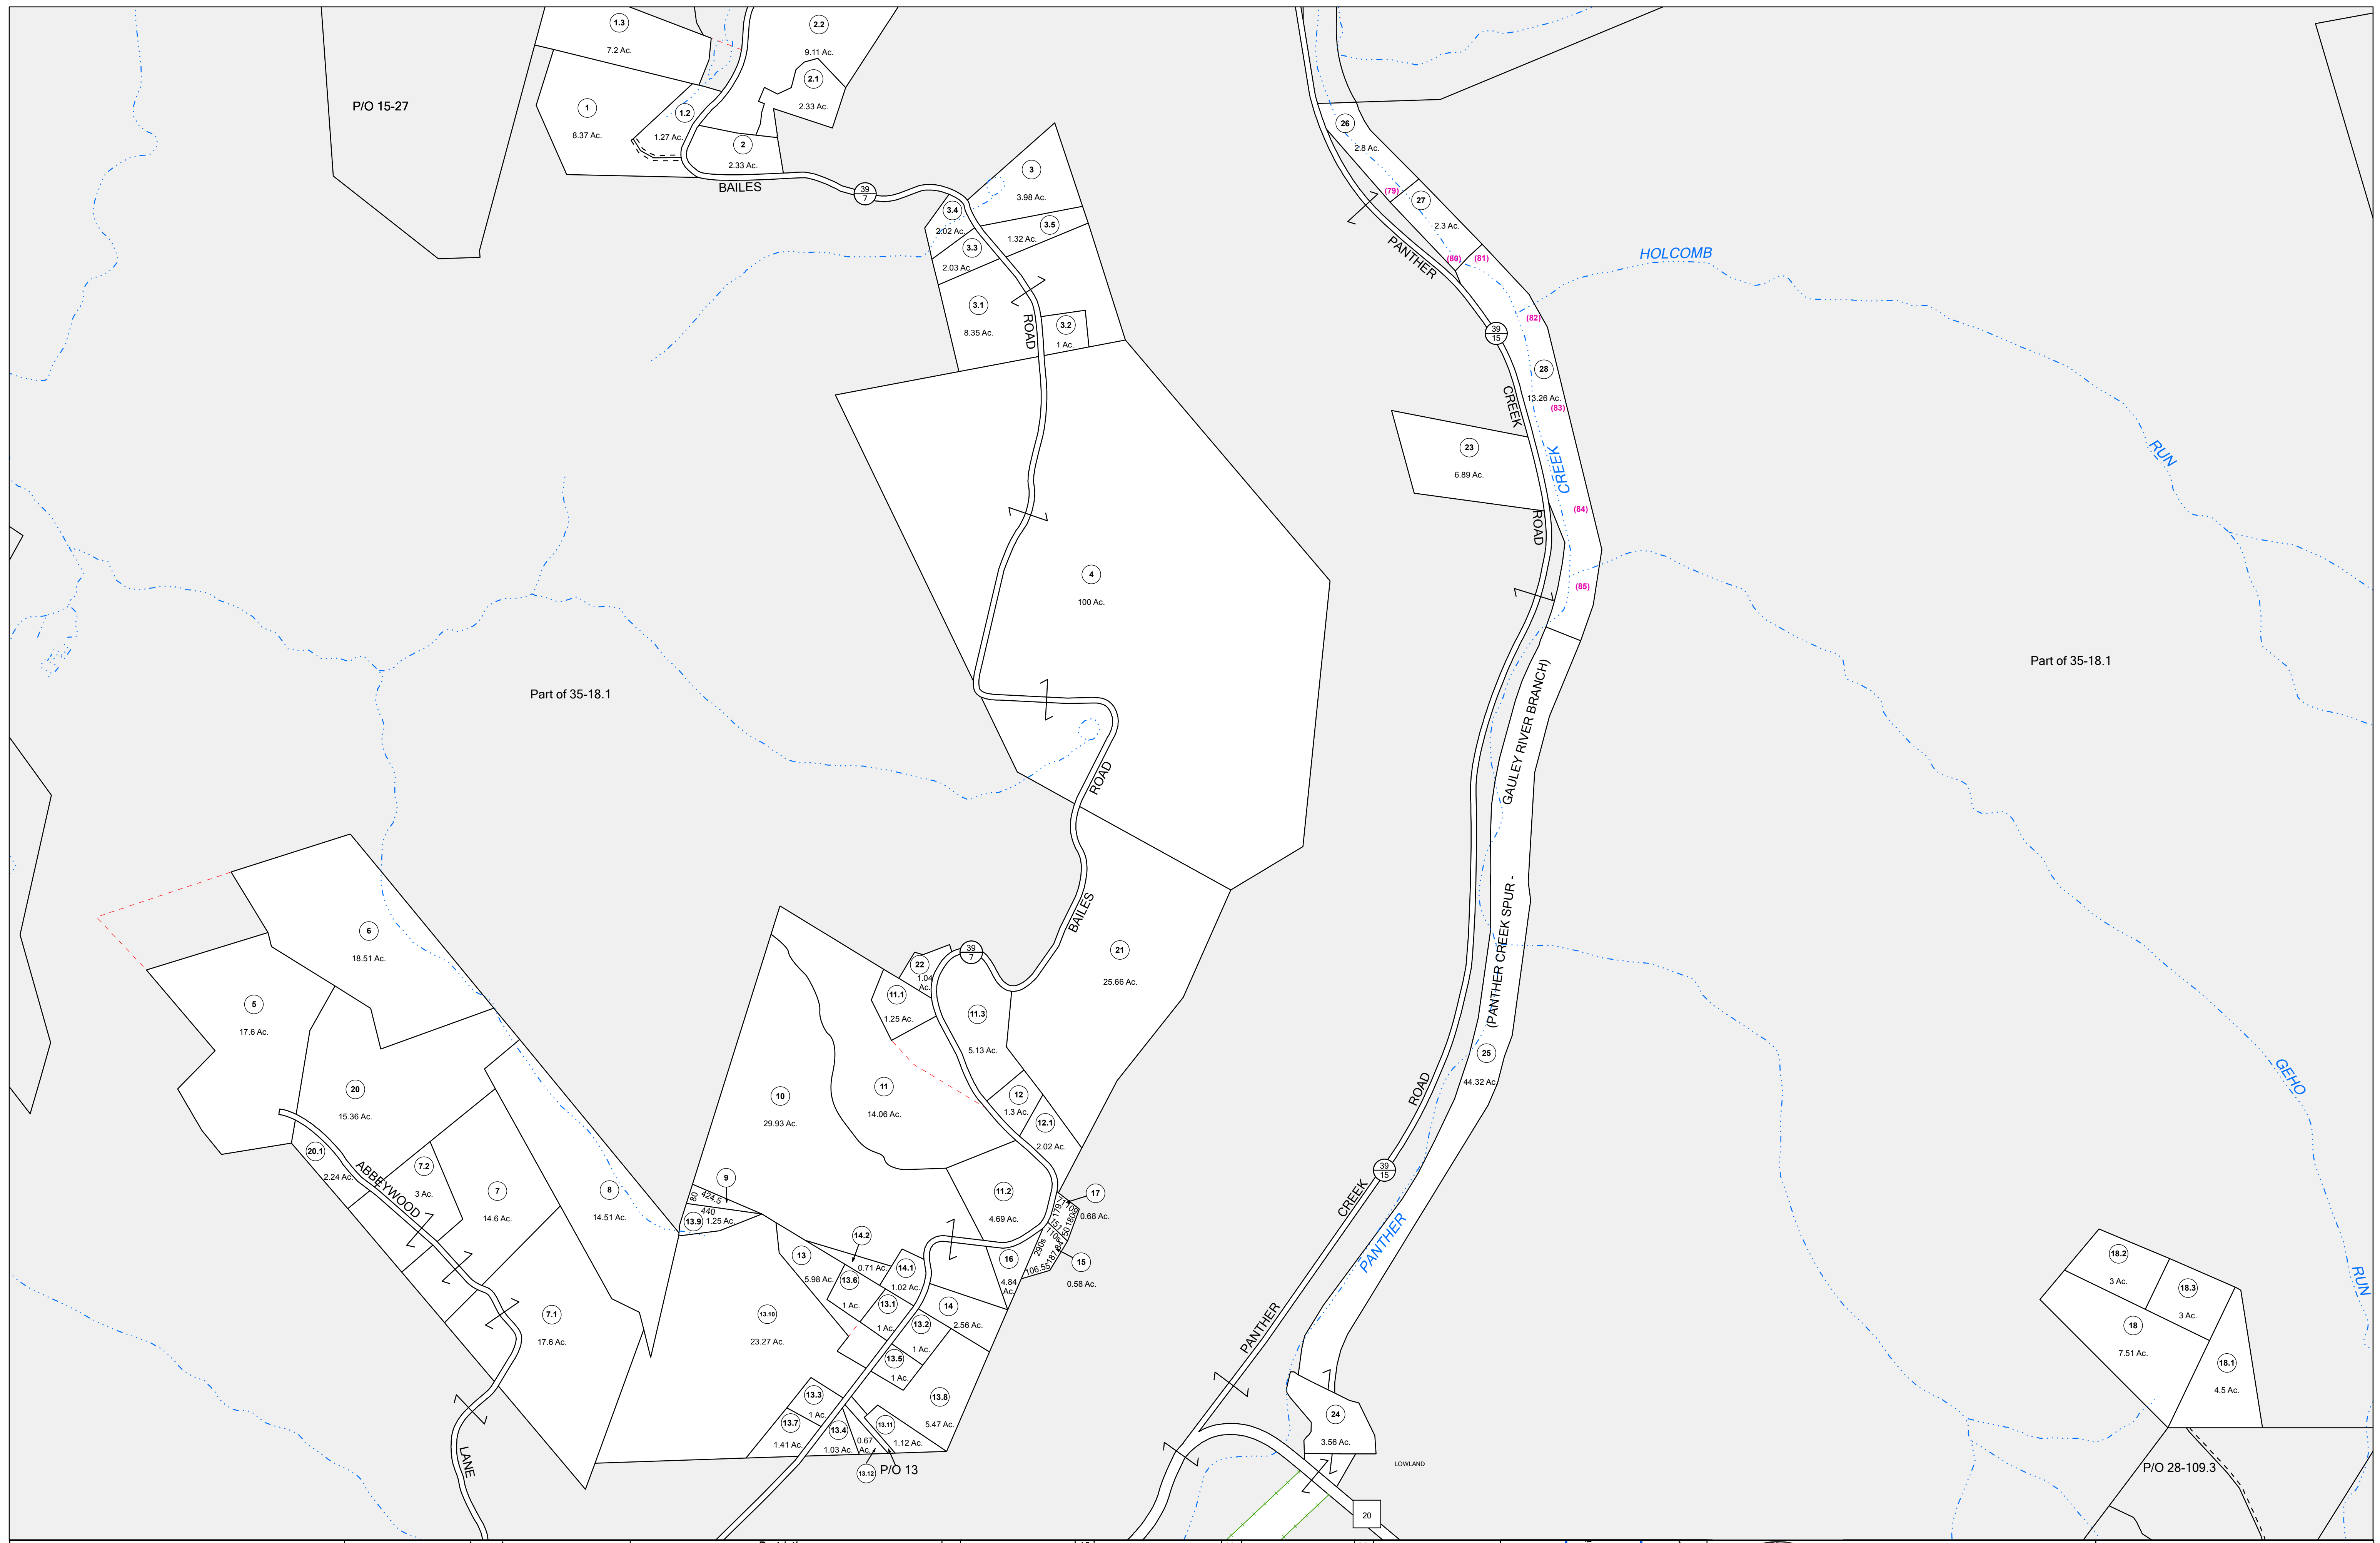 1.3
7.2 Ac.
2.2
9.11 Ac.
2.1
2.33 Ac.
P/O 15-27
1
8.37 Ac.
1.2
1.27 Ac.
2
2.33 Ac.
BAILES
39
7
26
2.8 Ac.
(79)
27
2.3 Ac.
(80)
(81)
PANTHER
HOLCOMB
3
3.98 Ac.
3.4
2.02 Ac.
3.5
1.32 Ac.
3.3
2.03 Ac.
3.1
8.35 Ac.
ROAD
3.2
1 Ac.
(82)
39
15
28
13.26 Ac.
(83)
CREEK
23
6.89 Ac.
CREEK
RUN
(84)
ROAD
4
100 Ac.
(85)
Part of 35-18.1
Part of 35-18.1
GAULEY RIVER BRANCH)
ROAD
(PANTHER CREEK SPUR -
BAILES
6
18.51 Ac.
39
7
21
25.66 Ac.
22
1.04
Ac.
11.1
1.25 Ac.
11.3
5.13 Ac.
5
17.6 Ac.
25
44.32 Ac.
GEHO
20
15.36 Ac.
10
29.93 Ac.
11
14.06 Ac.
12
1.3 Ac.
12.1
2.02 Ac.
ROAD
20.1
2.24 Ac.
ABBEYWOOD
7.2
3 Ac.
7
14.6 Ac.
8
14.51 Ac.
9
80
424.5
440
13.9
1.25 Ac.
11.2
4.69 Ac.
17
0.68 Ac.
39
15
CREEK
PANTHER
14.2
0.71 Ac.
13
5.98 Ac.
13.6
1 Ac.
14.1
1.02 Ac.
16
4.84
Ac.
290s
106.55
15
0.58 Ac.
18.2
3 Ac.
18.3
3 Ac.
RUN
7.1
17.6 Ac.
13.10
23.27 Ac.
13.1
1 Ac.
14
2.56 Ac.
13.2
1 Ac.
PANTHER
18
7.51 Ac.
18.1
4.5 Ac.
13.5
1 Ac.
13.3
1 Ac.
13.8
5.47 Ac.
13.7
1.41 Ac.
13.4
1.03 Ac.
0.67
Ac.
13.11
1.12 Ac.
24
3.56 Ac.
LANE
13.12
P/O 13
LOWLAND
P/O 28-109.3
20